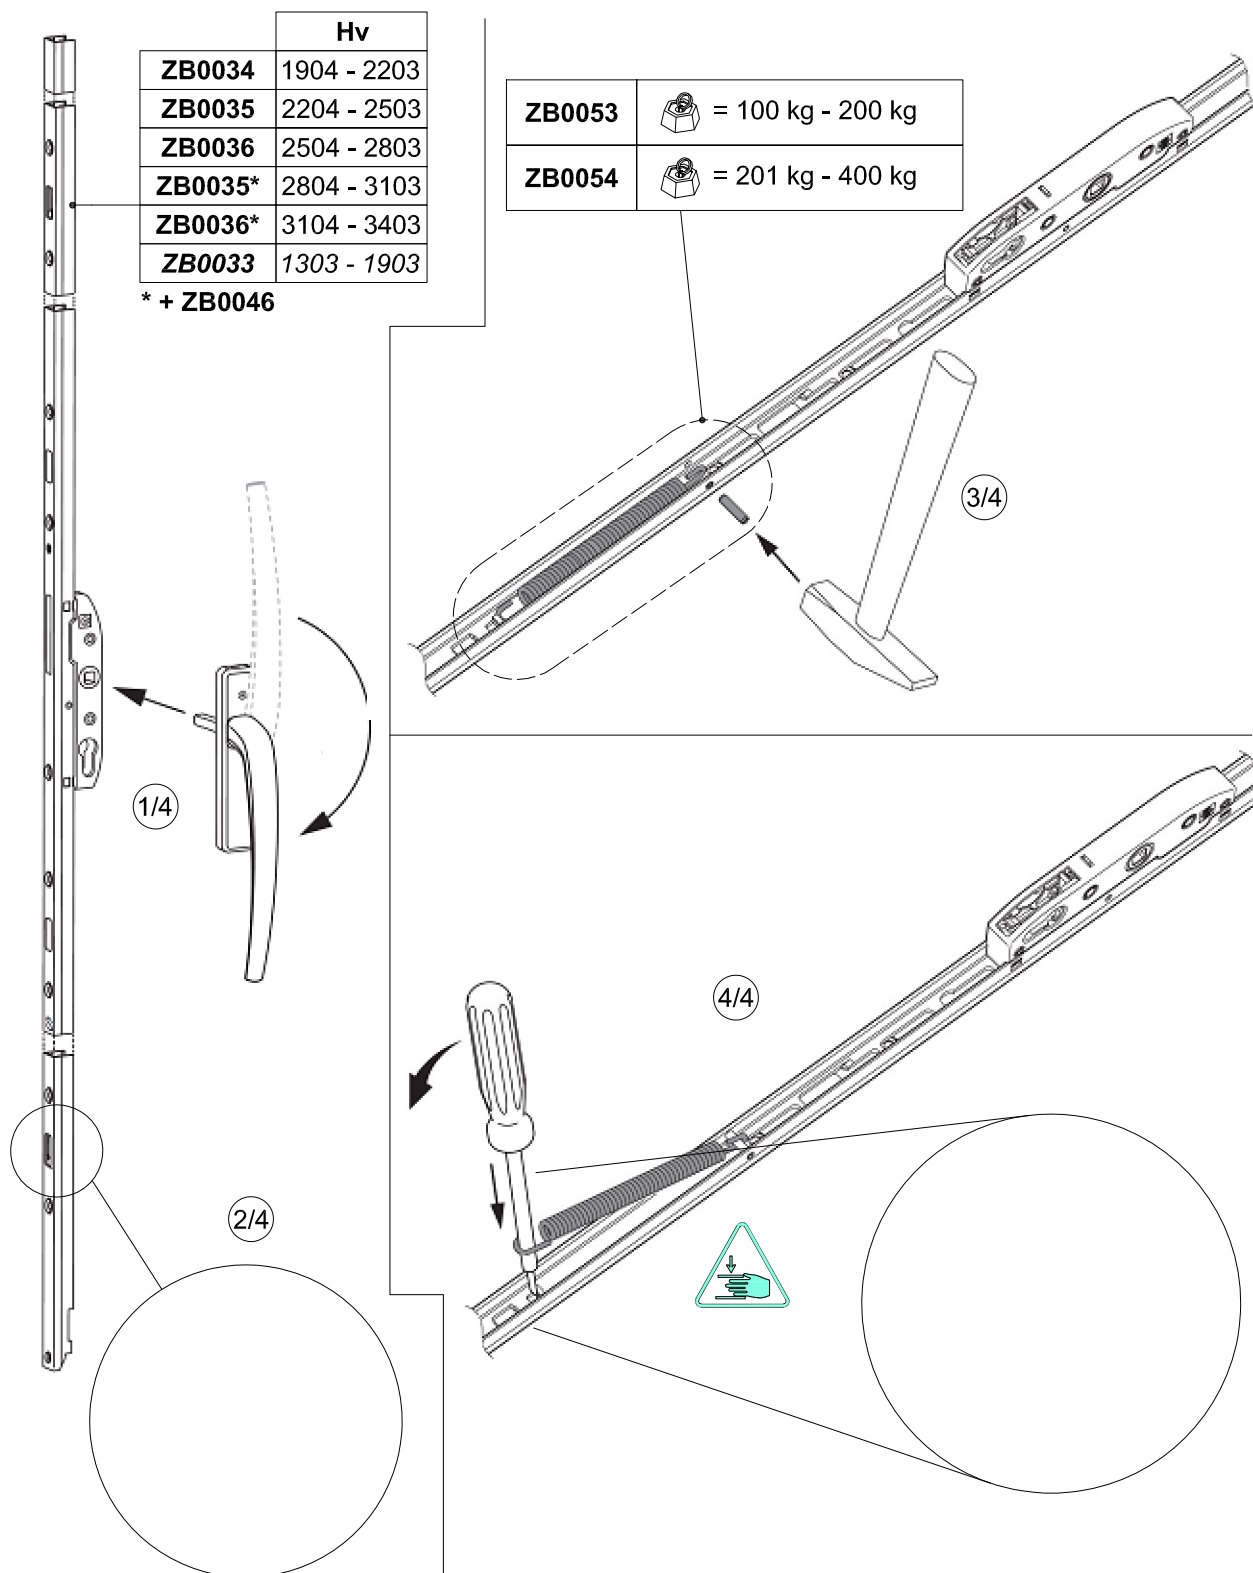 Hv
ZB0034 1904 - 2203
ZB0035 2204 - 2503
ZB0036 2504 - 2803
ZB0035* 2804 - 3103
ZB0036* 3104 - 3403
ZB0033 1303 - 1903
* + ZB0046
ZB0053 = 100 kg - 200 kg
ZB0054 = 201 kg - 400 kg
3/4
1/4
4/4
2/4